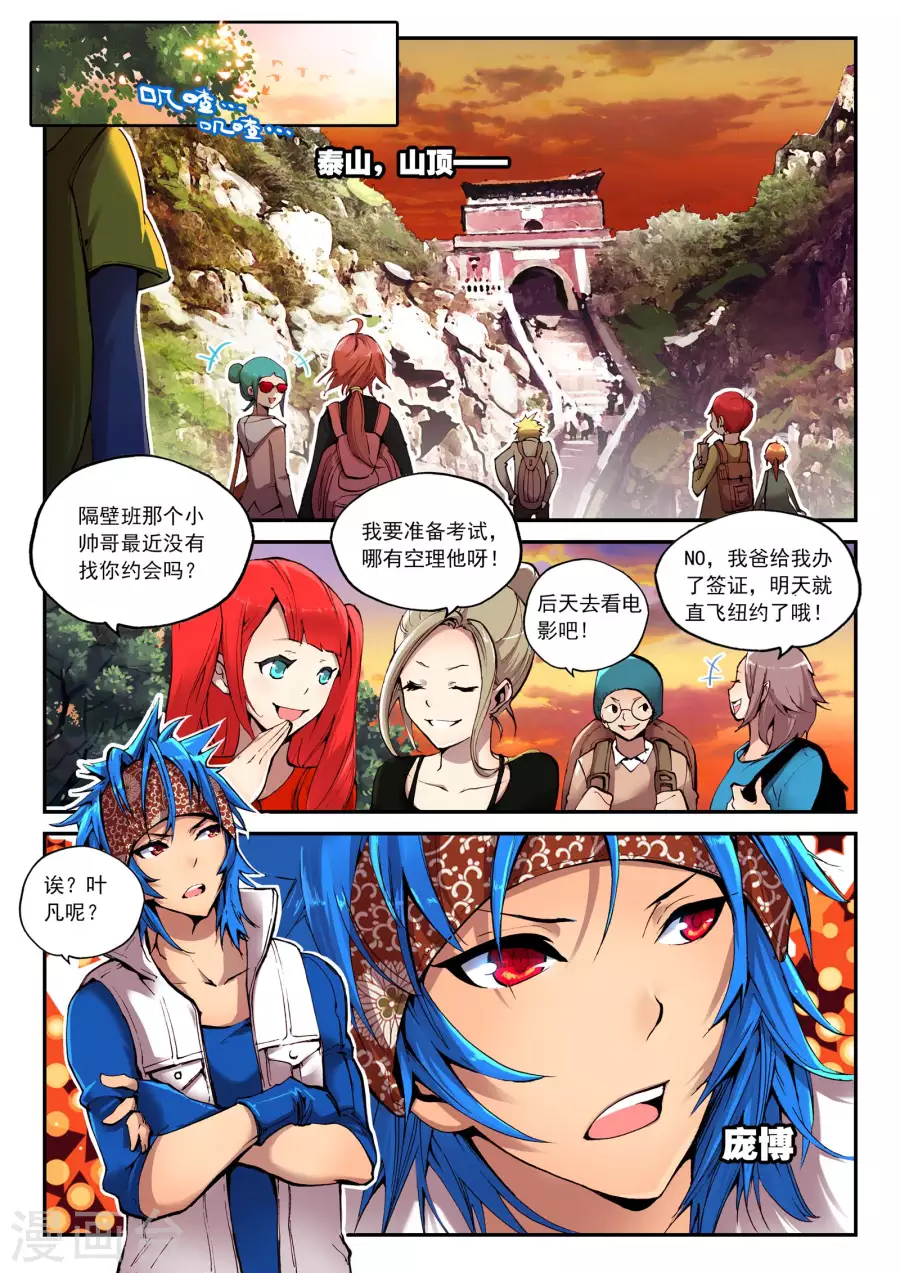 叽喳…
叽喳…
泰山，山顶——
隔壁班那个小
帅哥最近没有
找你约会吗？
我要准备考试，
哪有空理他呀！
后天去看电
影吧！
NO，我爸给我办
了签证，明天就
直飞纽约了哦！
诶？叶
凡呢？
庞博
漫画台